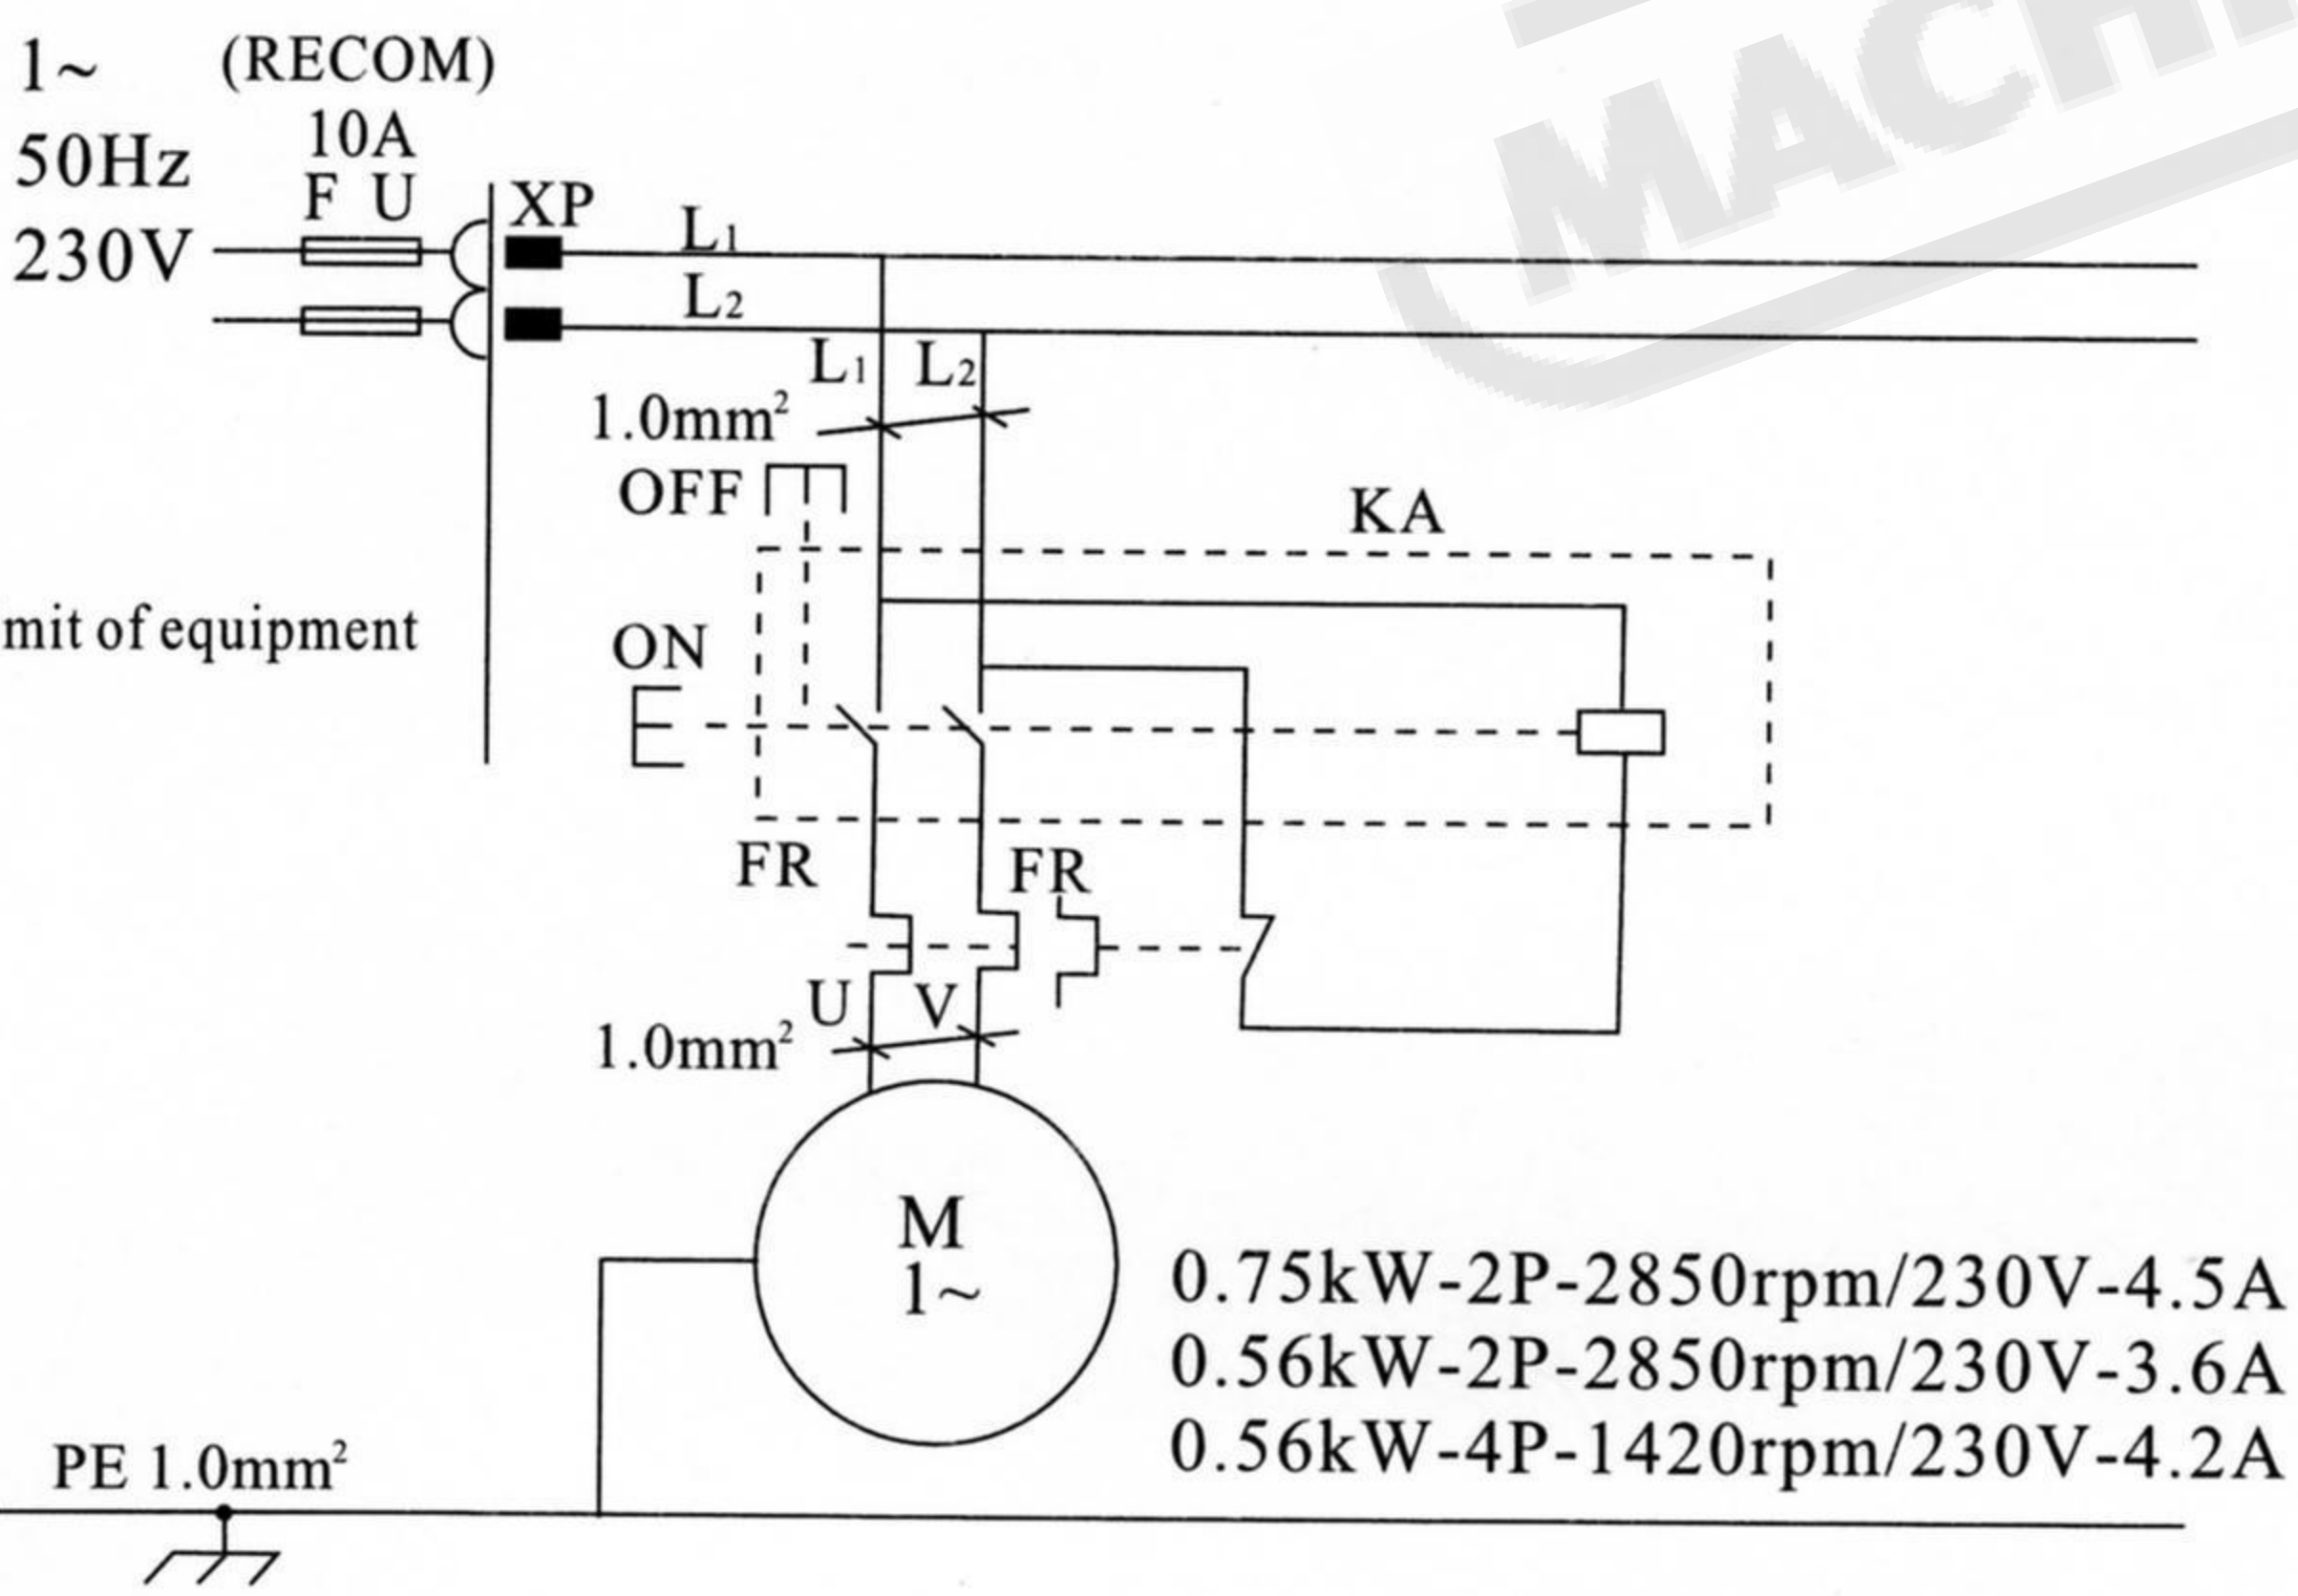 1~ (RECOM)
50Hz 10A
F U
230V
XP
L1
L2
L1 L2
1.0mm²
OFF
KA
mit of equipment
ON
FR FR
U V
1.0mm²
M
1~
0.75kW-2P-2850rpm/230V-4.5A
0.56kW-2P-2850rpm/230V-3.6A
0.56kW-4P-1420rpm/230V-4.2A
PE 1.0mm²